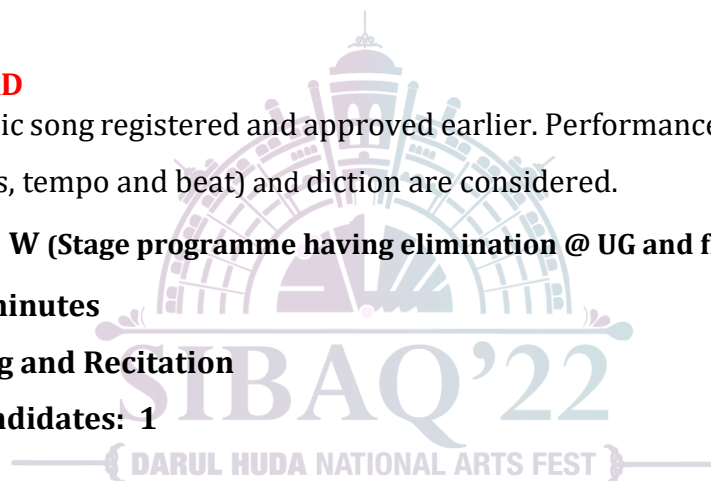 D
ic song registered and approved earlier. Performance
s, tempo and beat) and diction are considered.
W (Stage programme having elimination @ UG and f
minutes
g and Recitation
ndidates: 1
SIBAQ'22
DARUL HUDA NATIONAL ARTS FEST